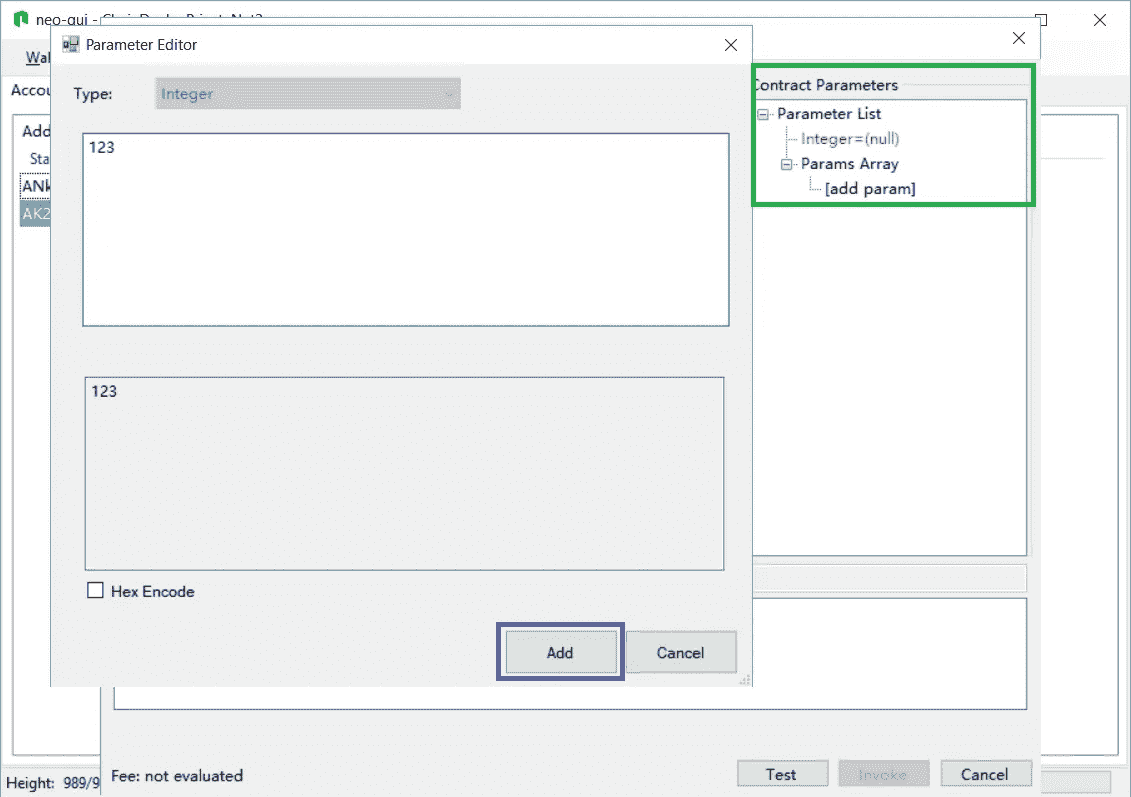 neo-gui -
Parameter Editor
Type: Integer
123
123
Hex Encode
Add Cancel
Contract Parameters
Parameter List
Integer=(null)
Params Array
[add param]
Wal
Accou
Add
Sta
ANk
AK2
Height: 989/9
Fee: not evaluated
Test Invoke Cancel